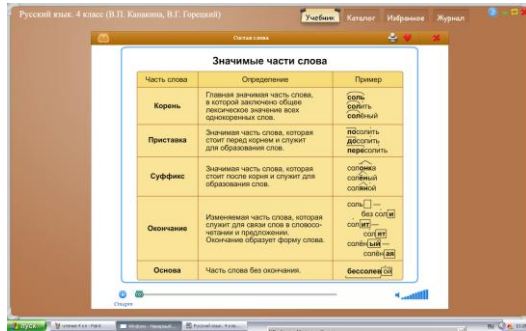 Русский язык. 4 класс (В.П. Канакина, В.Г. Горецкий)
Учебник Каталог Избранное Журнал
Состав слова
Значимые части слова
Часть слова Определение Пример
Корень
Главная значимая часть слова,
в которой заключено общее
лексическое значение всех
однокоренных слов.
соль
солить
солёный
Приставка
Значимая часть слова, которая
стоит перед корнем и служит
для образования слов.
посолить
досолить
пересолить
Суффикс
Значимая часть слова, которая
стоит после корня и служит для
образования слов.
солонка
солёный
соляной
Окончание
Изменяемая часть слова, которая
служит для связи слов в словосо-
четании и предложении.
Окончание образует форму слова.
соль —
без соли
солит —
солят
солёный —
солёная
Основа
Часть слова без окончания.
бессолевой
Старт
пуск